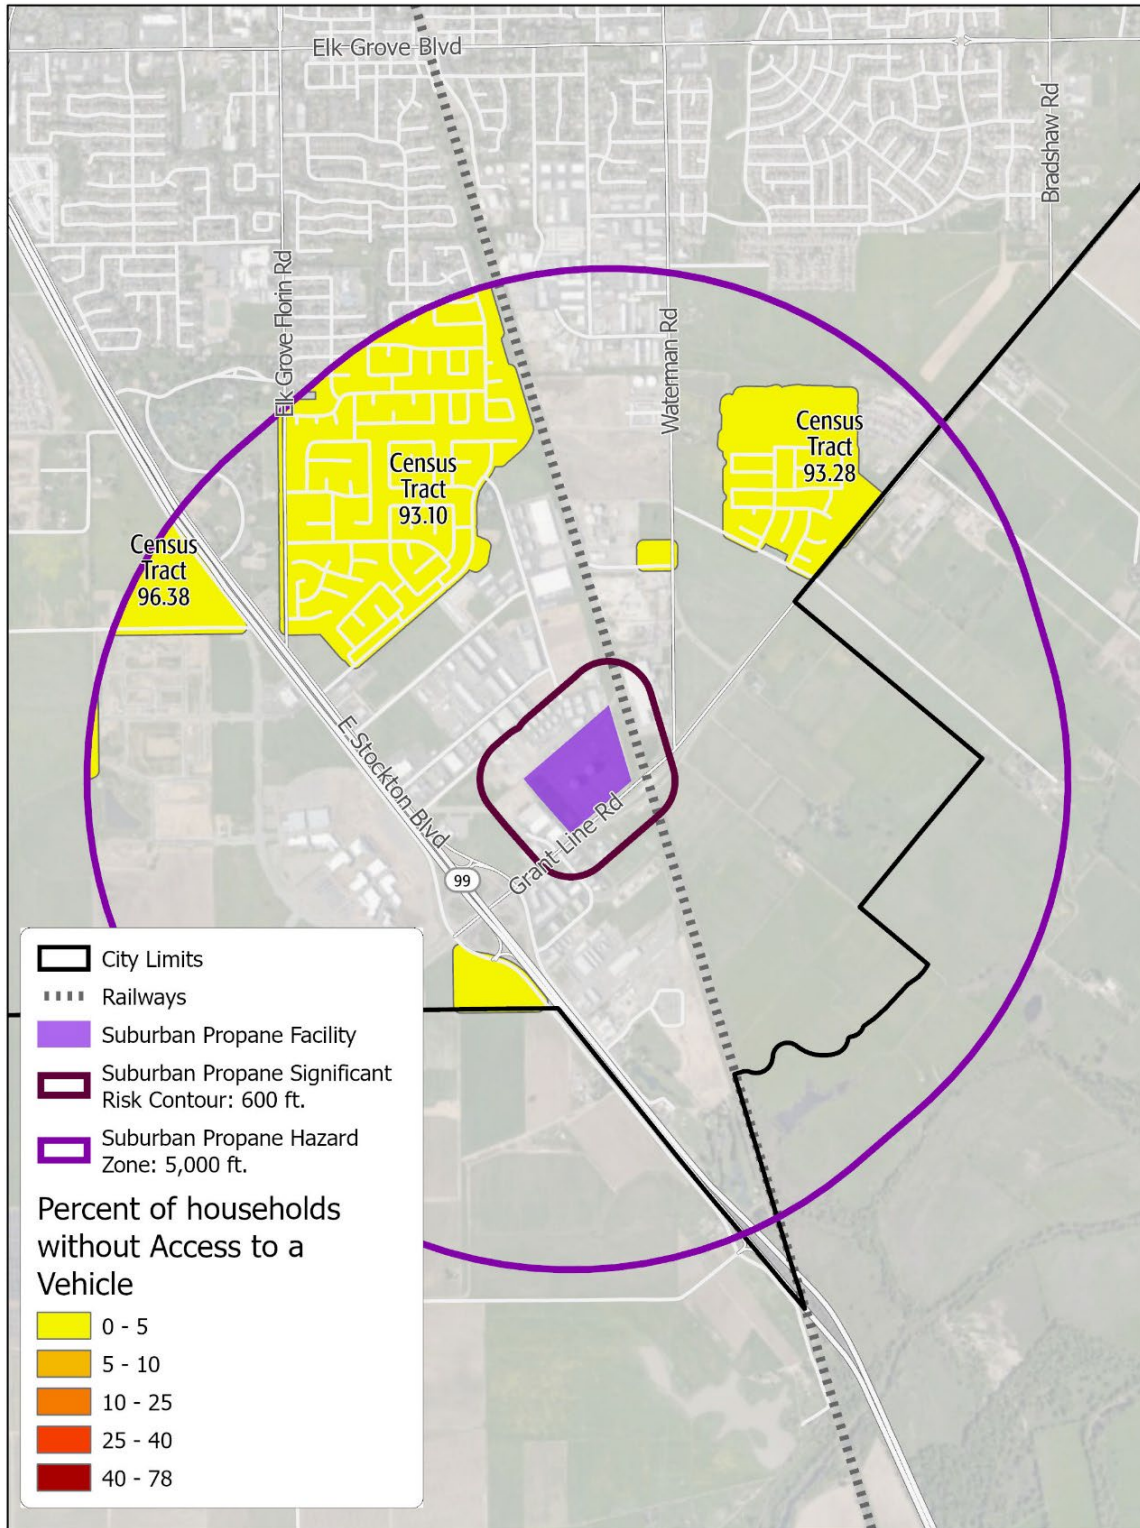 Elk Grove Blvd
Bradshaw Rd
Elk Grove Florin Rd
Waterman Rd
Census
Tract
93.28
Census
Tract
93.10
Census
Tract
96.38
E Stockton Blvd
Grant Line Rd
99
City Limits
Railways
Suburban Propane Facility
Suburban Propane Significant
Risk Contour: 600 ft.
Suburban Propane Hazard
Zone: 5,000 ft.
Percent of households
without Access to a
Vehicle
0 - 5
5 - 10
10 - 25
25 - 40
40 - 78